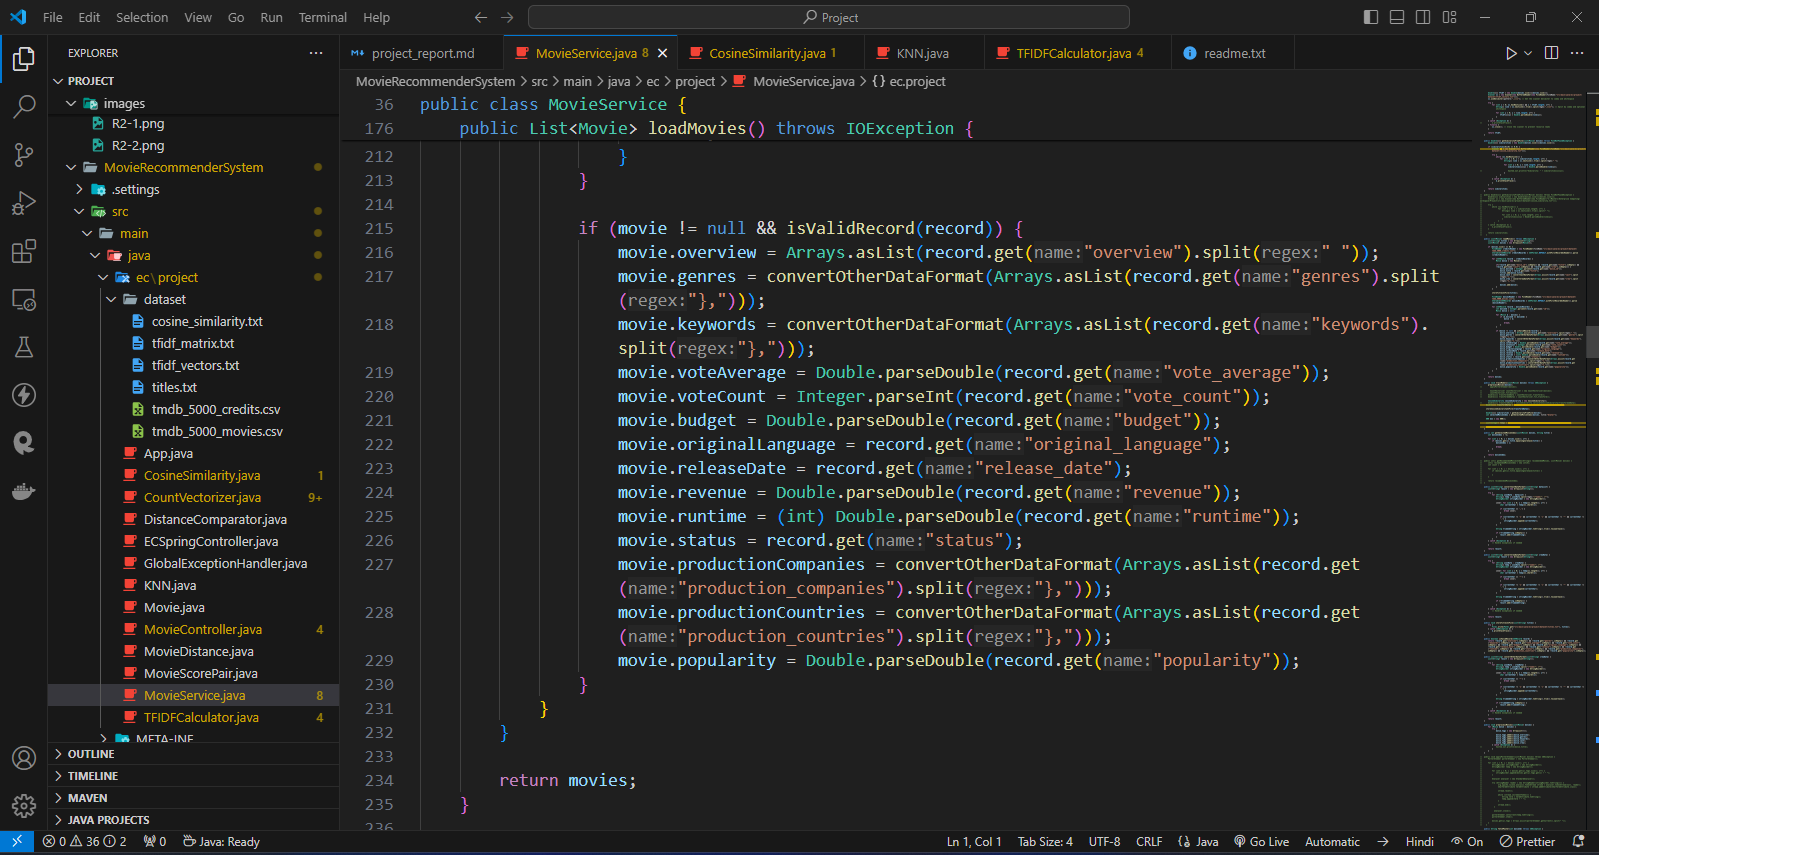 File Edit Selection View Go Run Terminal Help
Project
EXPLORER
PROJECT
images
R2-1.png
R2-2.png
MovieRecommenderSystem
.settings
src
main
java
ec\project
dataset
cosine_similarity.txt
tfidf_matrix.txt
tfidf_vectors.txt
titles.txt
tmdb_5000_credits.csv
tmdb_5000_movies.csv
App.java
CosineSimilarity.java 1
CountVectorizer.java 9+
DistanceComparator.java
ECSpringController.java
GlobalExceptionHandler.java
KNN.java
Movie.java
MovieController.java 4
MovieDistance.java
MovieScorePair.java
MovieService.java 8
TFIDFCalculator.java 4
META-INF
OUTLINE
TIMELINE
MAVEN
JAVA PROJECTS
project_report.md MovieService.java 8 CosineSimilarity.java 1 KNN.java TFIDFCalculator.java 4 readme.txt
MovieRecommenderSystem > src > main > java > ec > project > MovieService.java > {} ec.project
36 public class MovieService {
176 public List<Movie> loadMovies() throws IOException {
212 }
213 }
214
215 if (movie != null && isValidRecord(record)) {
216 movie.overview = Arrays.asList(record.get(name:"overview").split(regex:" "));
217 movie.genres = convertOtherDataFormat(Arrays.asList(record.get(name:"genres").split
(regex:"},")));
218 movie.keywords = convertOtherDataFormat(Arrays.asList(record.get(name:"keywords").
split(regex:"},")));
219 movie.voteAverage = Double.parseDouble(record.get(name:"vote_average"));
220 movie.voteCount = Integer.parseInt(record.get(name:"vote_count"));
221 movie.budget = Double.parseDouble(record.get(name:"budget"));
222 movie.originalLanguage = record.get(name:"original_language");
223 movie.releaseDate = record.get(name:"release_date");
224 movie.revenue = Double.parseDouble(record.get(name:"revenue"));
225 movie.runtime = (int) Double.parseDouble(record.get(name:"runtime"));
226 movie.status = record.get(name:"status");
227 movie.productionCompanies = convertOtherDataFormat(Arrays.asList(record.get
(name:"production_companies").split(regex:"},")));
228 movie.productionCountries = convertOtherDataFormat(Arrays.asList(record.get
(name:"production_countries").split(regex:"},")));
229 movie.popularity = Double.parseDouble(record.get(name:"popularity"));
230 }
231 }
232 }
233
234 return movies;
235 }
236
0 36 2 0 Java: Ready Ln 1, Col 1 Tab Size: 4 UTF-8 CRLF {} Java Go Live Automatic → Hindi On Prettier